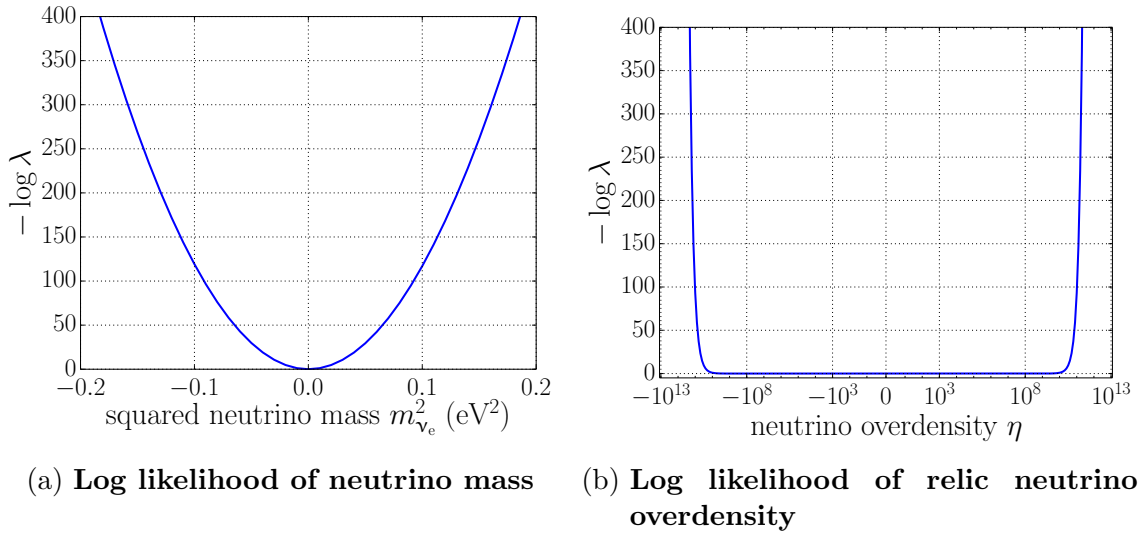 400
350
300
250
200
150
100
50
0
− log λ
−0.2 −0.1 0.0 0.1 0.2
squared neutrino mass m²νₑ (eV²)
(a) Log likelihood of neutrino mass
400
350
300
250
200
150
100
50
0
− log λ
−10¹³ −10⁸ −10³ 0 10³ 10⁸ 10¹³
neutrino overdensity η
(b) Log likelihood of relic neutrino
overdensity